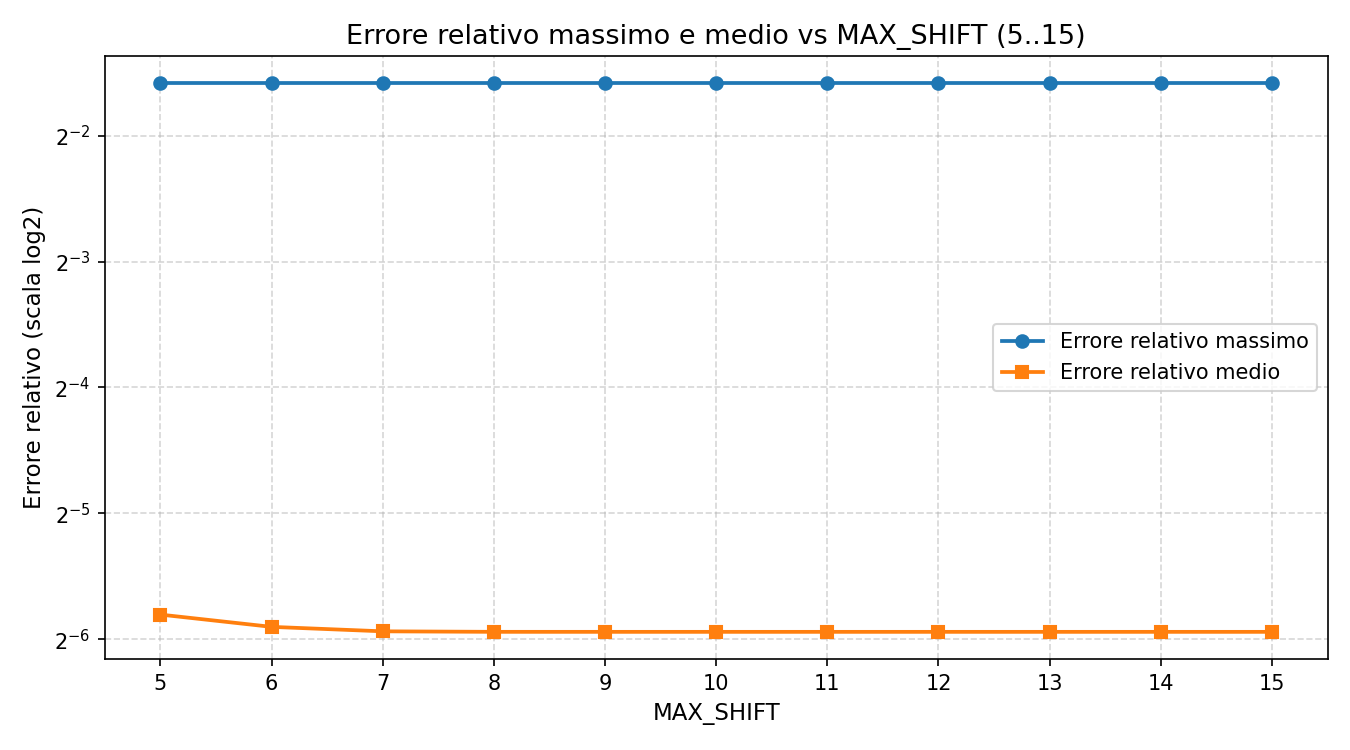 Errore relativo massimo e medio vs MAX_SHIFT (5..15)
Errore relativo (scala log2)
2⁻²
2⁻³
2⁻⁴
2⁻⁵
2⁻⁶
Errore relativo massimo
Errore relativo medio
5 6 7 8 9 10 11 12 13 14 15
MAX_SHIFT